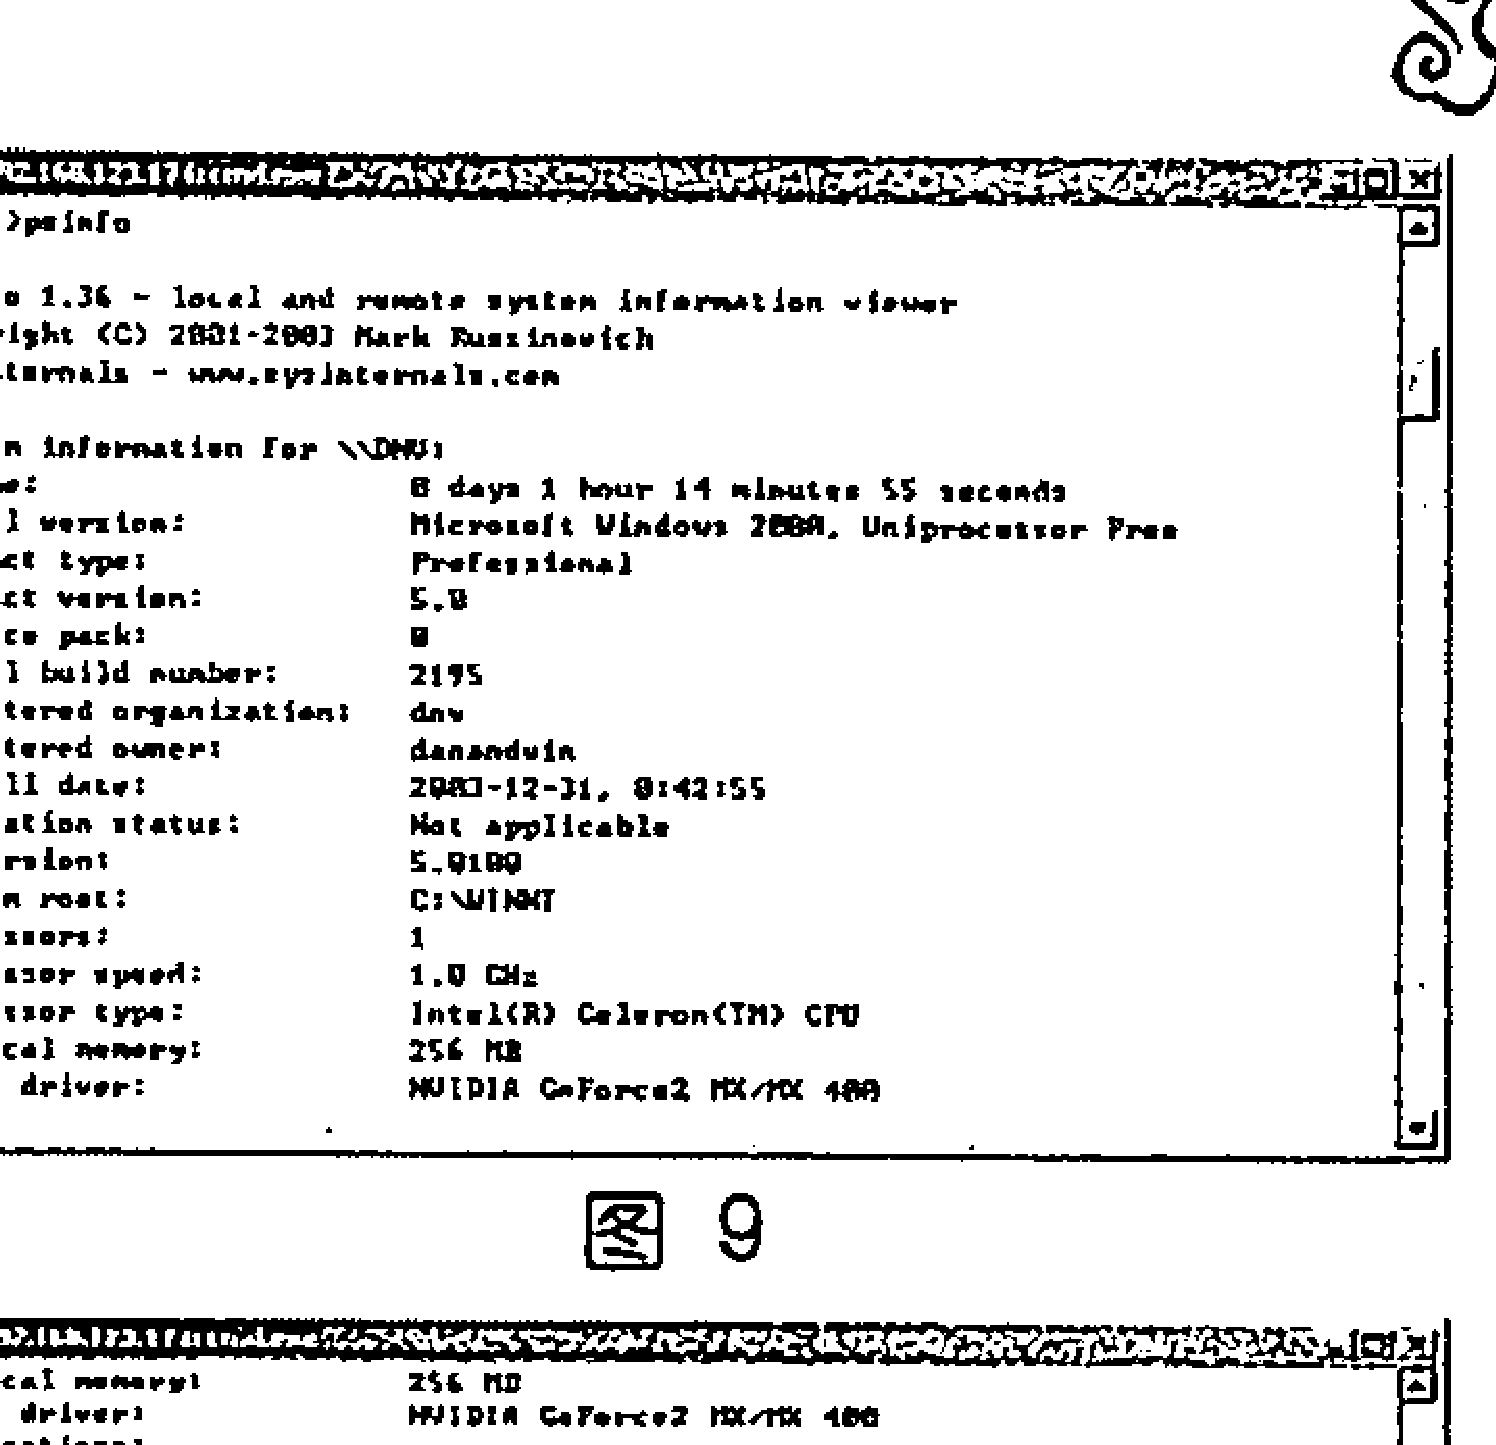 >psinfo
o 1.36 - local and remote system information viewer
right (C) 2001-2003 Mark Russinovich
ternals - www.sysinternals.com
m information for \\DNW:
me: 0 days 1 hour 14 minutes 55 seconds
l version: Microsoft Windows 2000, Uniprocessor Free
ct type: Professional
ct version: 5.0
ce pack: 0
l build number: 2195
tered organization: dnw
tered owner: danandwin
ll date: 2003-12-31, 0:42:55
ation status: Not applicable
rsion: 5.0100
m root: C:\WINNT
ssors: 1
ssor speed: 1.0 GHz
ssor type: Intel(R) Celeron(TM) CPU
cal memory: 256 MB
driver: NVIDIA GeForce2 MX/MX 400
图 9
cal memory: 256 MB
driver: NVIDIA GeForce2 MX/MX 400